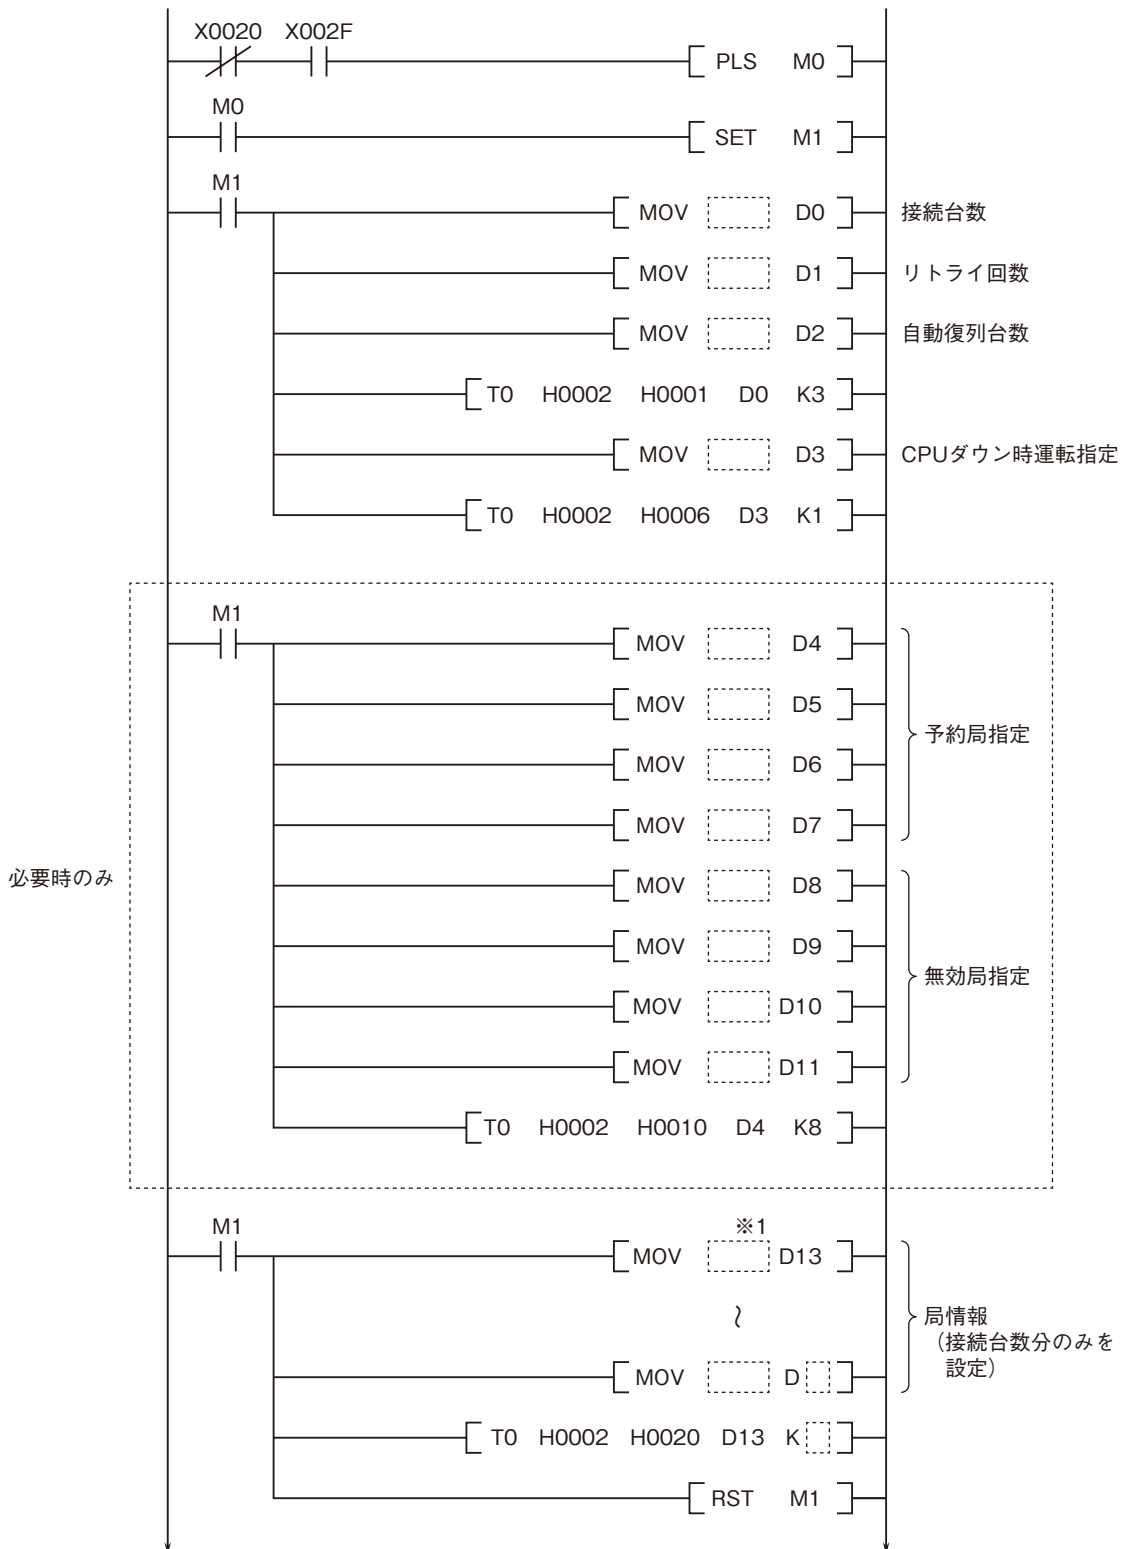 X0020 X002F
PLS M0
M0
SET M1
M1
MOV D0 接続台数
MOV D1 リトライ回数
MOV D2 自動復列台数
T0 H0002 H0001 D0 K3
MOV D3 CPUダウン時運転指定
T0 H0002 H0006 D3 K1
M1
MOV D4
MOV D5
予約局指定
MOV D6
MOV D7
必要時のみ
MOV D8
MOV D9
無効局指定
MOV D10
MOV D11
T0 H0002 H0010 D4 K8
M1
※1
MOV D13
〜
局情報
（接続台数分のみを
設定）
MOV D
T0 H0002 H0020 D13 K
RST M1